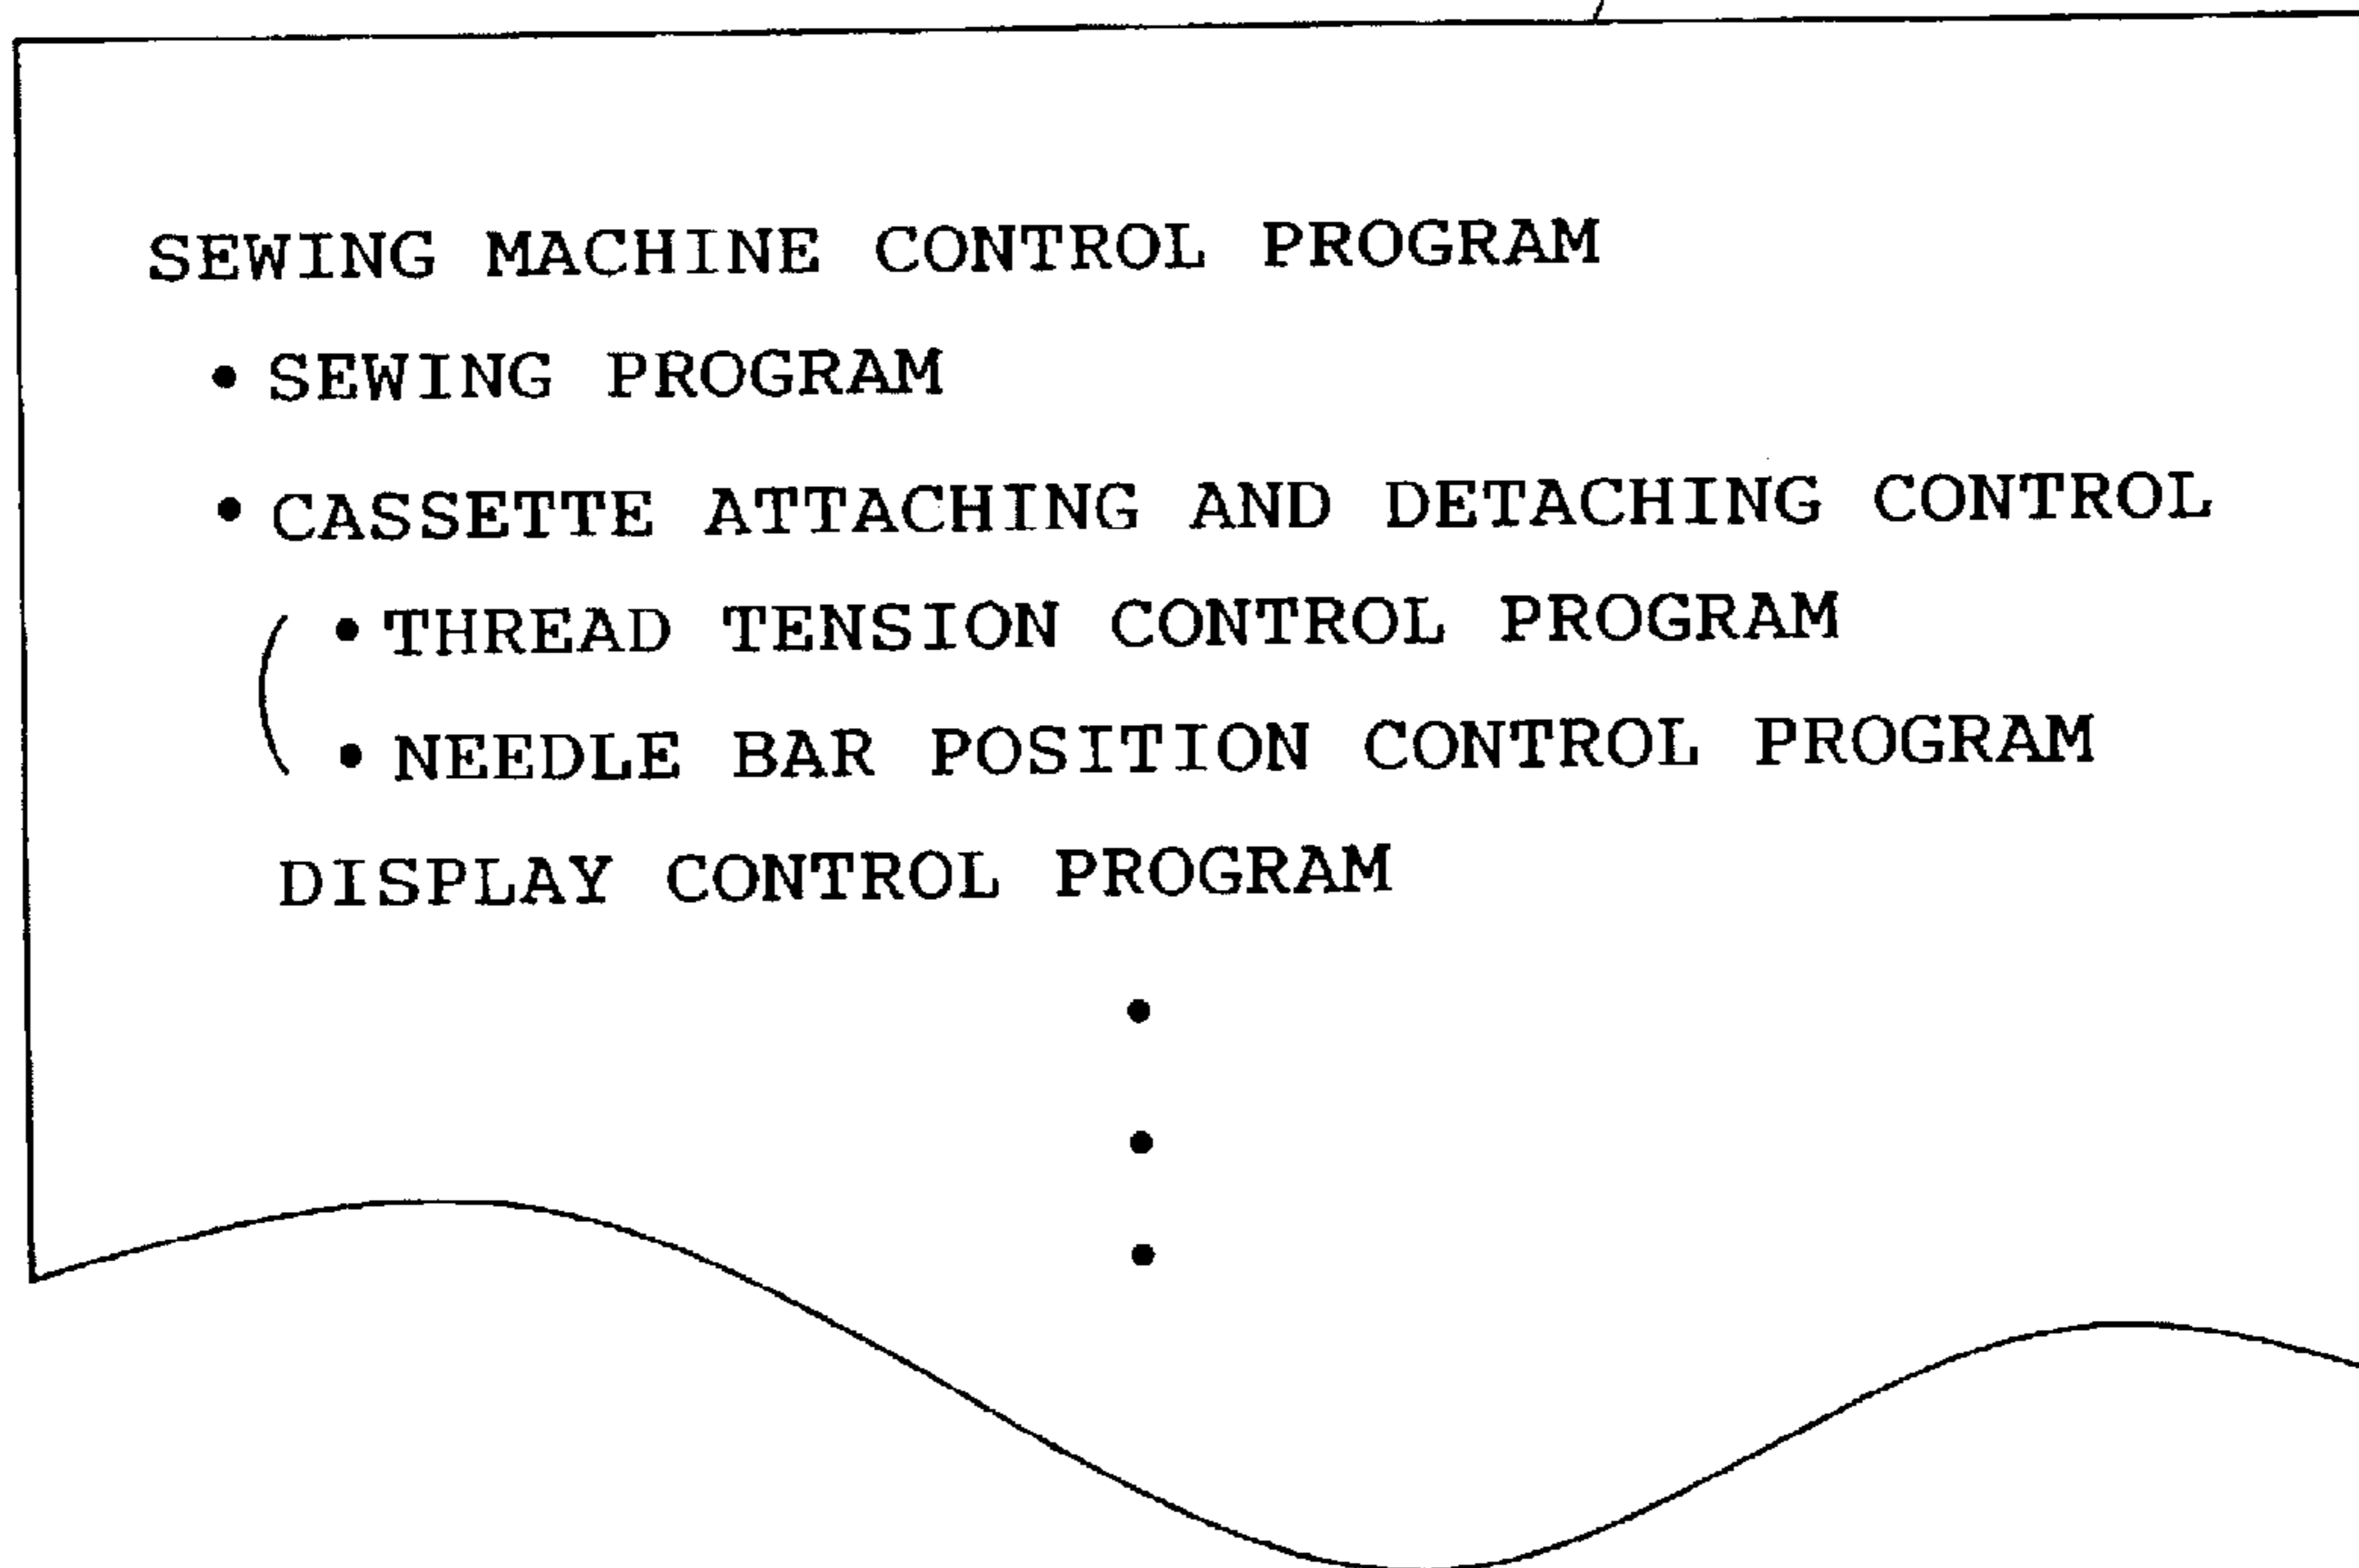 SEWING MACHINE CONTROL PROGRAM
• SEWING PROGRAM
• CASSETTE ATTACHING AND DETACHING CONTROL
• THREAD TENSION CONTROL PROGRAM
• NEEDLE BAR POSITION CONTROL PROGRAM
DISPLAY CONTROL PROGRAM